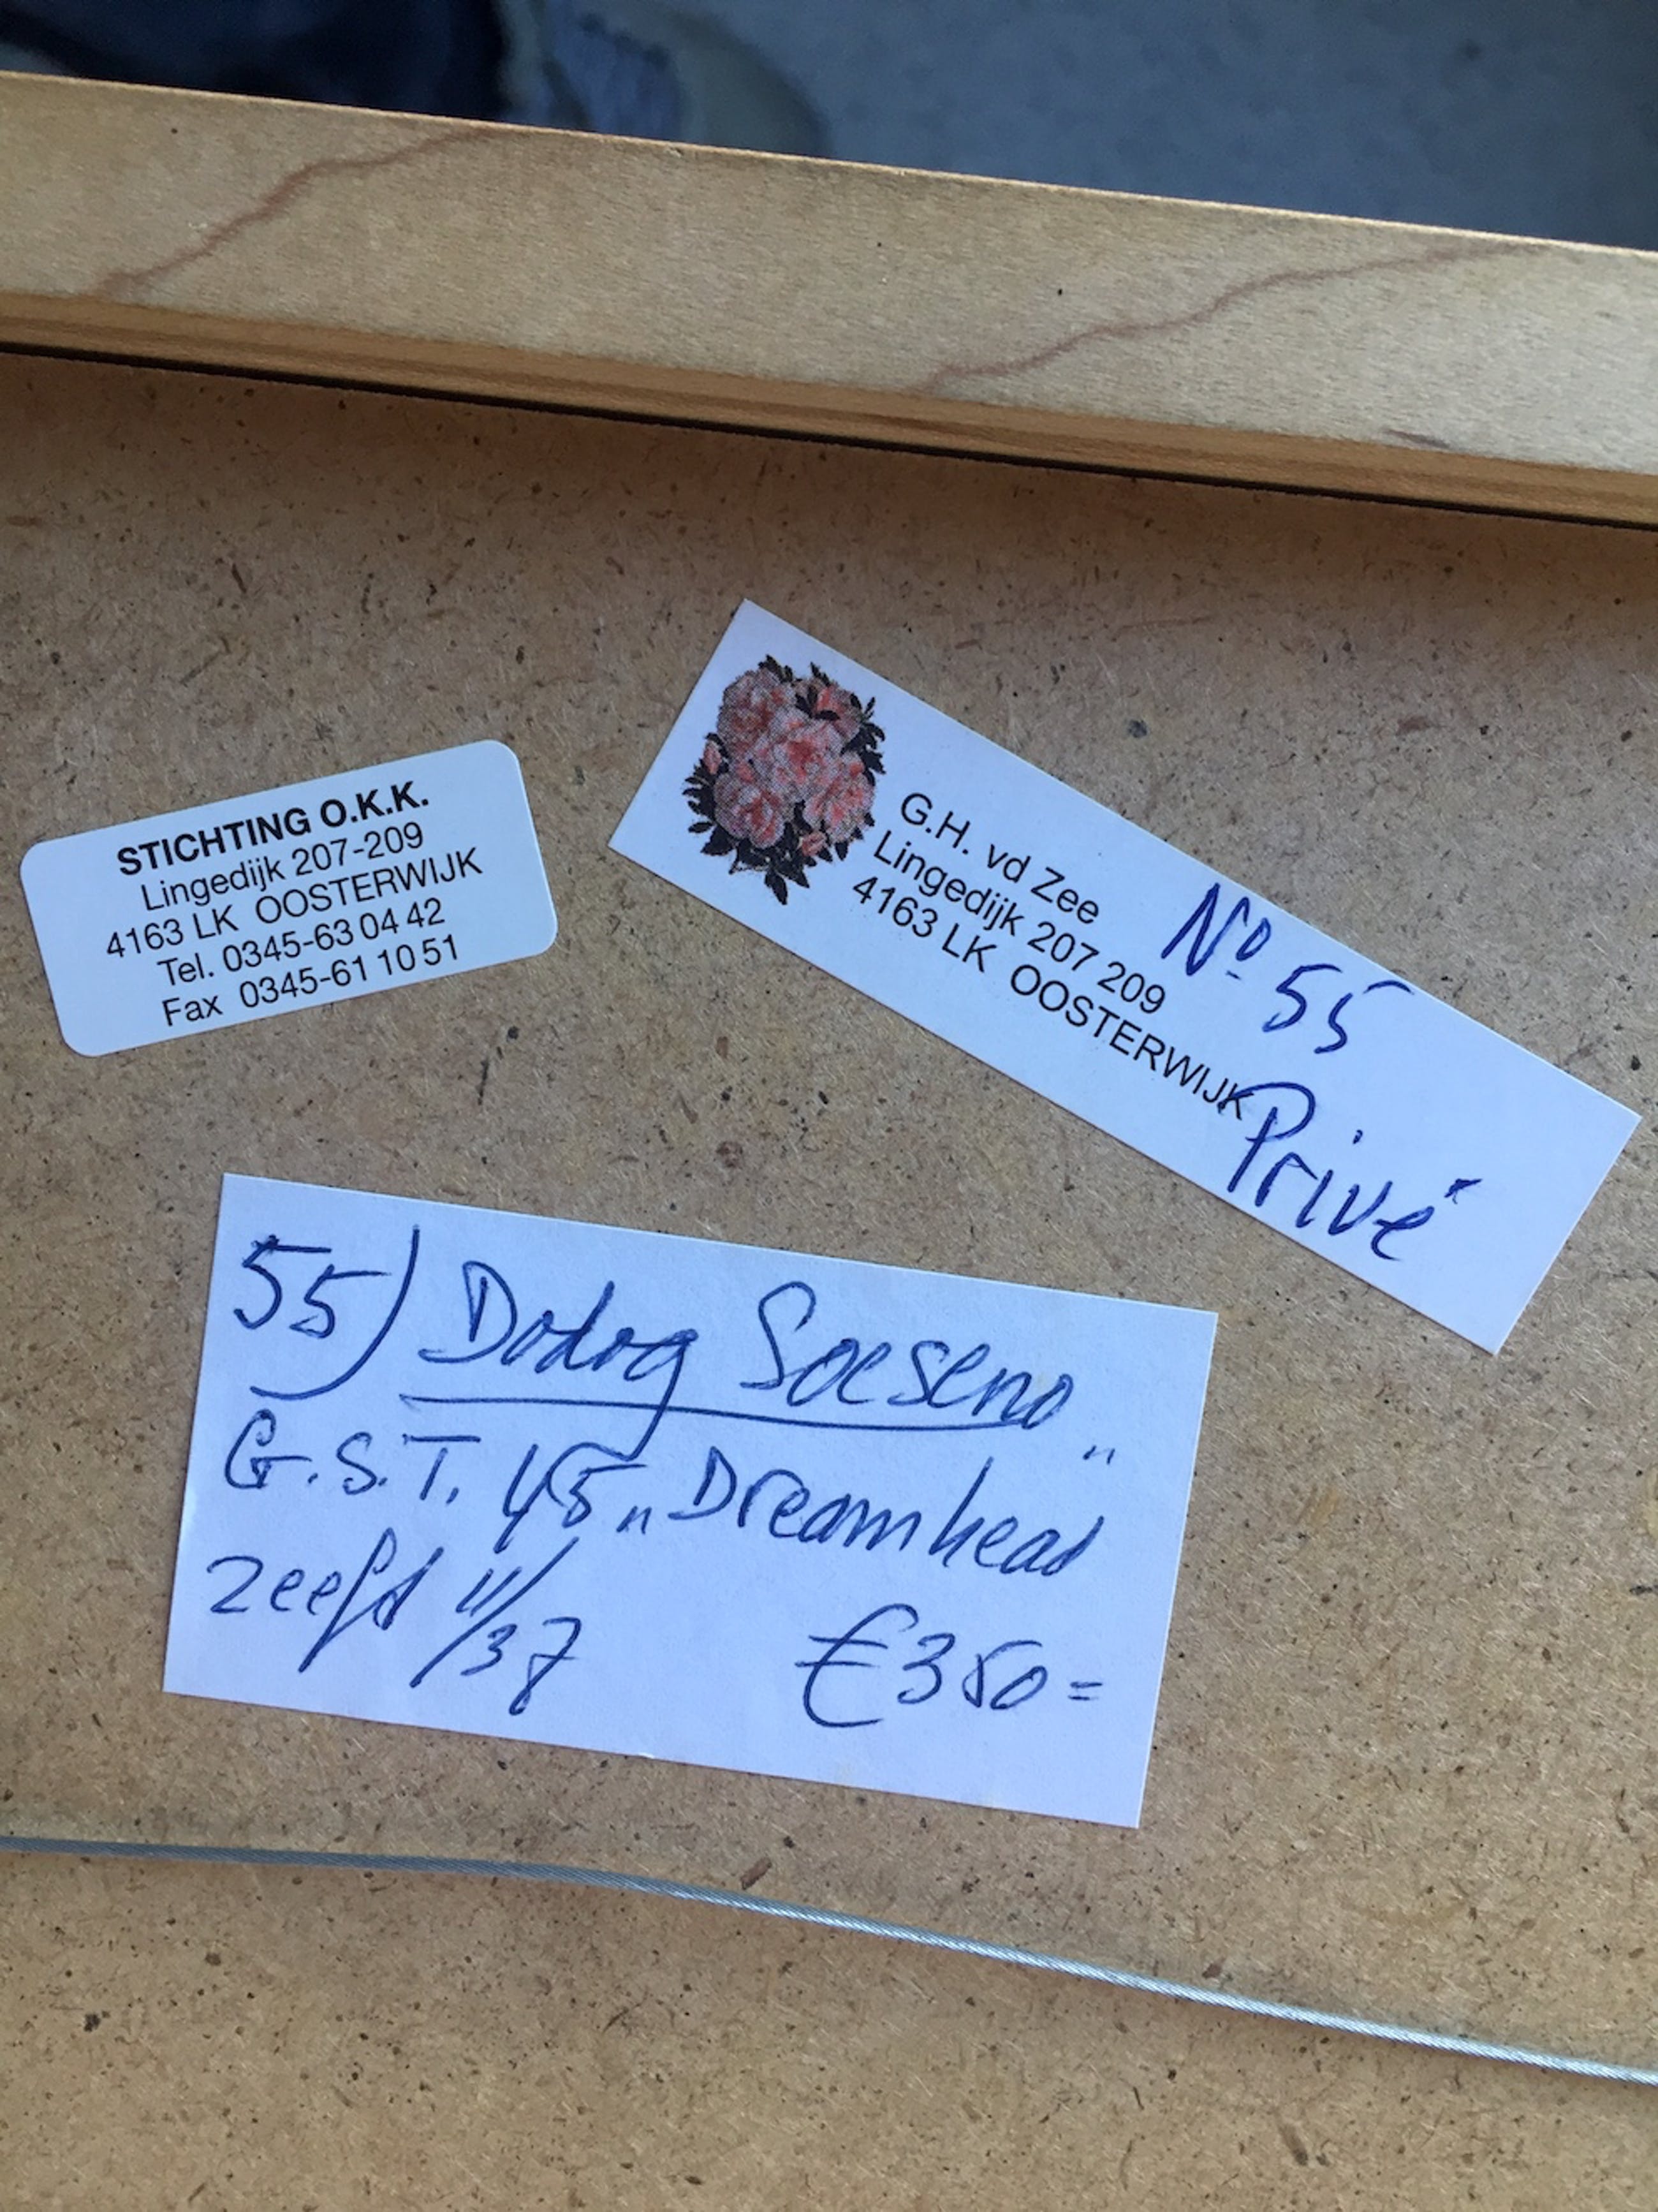 STICHTING O.K.K.
Lingedijk 207-209
4163 LK OOSTERWIJK
Tel. 0345-63 04 42
Fax 0345-61 10 51
G.H. vd Zee
Lingedijk 207 209
4163 LK OOSTERWIJK
No 55
Privé
55) Dodog Soeseno
G.S.T. 45 „Dreamhead"
Zeefd 11/37 €350=